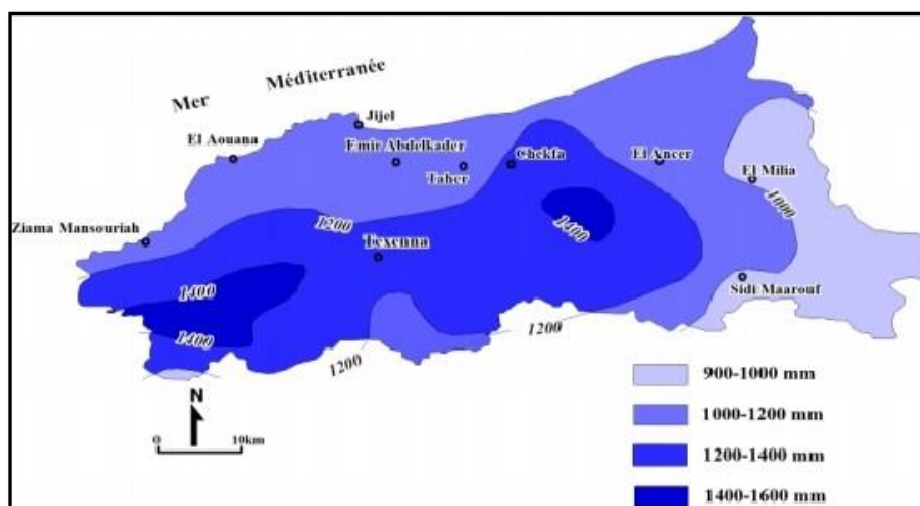 Mer Méditerranée
Jijel
El Aouana
Emir Abdelkader
Taher
Chekfa
El Ancer
El Milia
1000
Ziama Mansouriah
1200
Texenna
1400
Sidi Maarouf
1400
1400
1200
1200
N
0 10km
900-1000 mm
1000-1200 mm
1200-1400 mm
1400-1600 mm